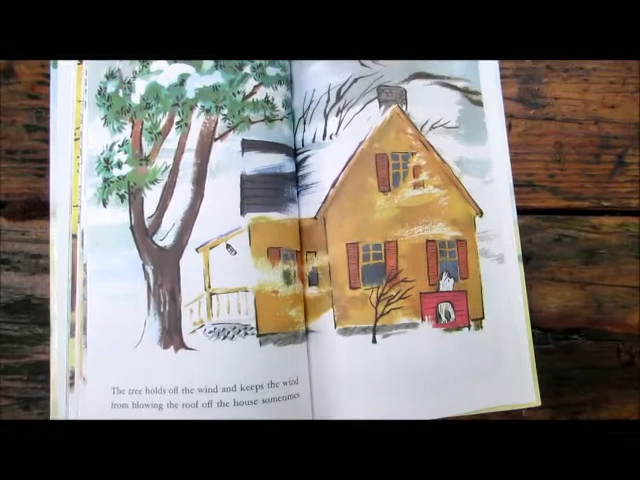 The tree holds off the wind and keeps the wind
from blowing the roof off the house sometimes